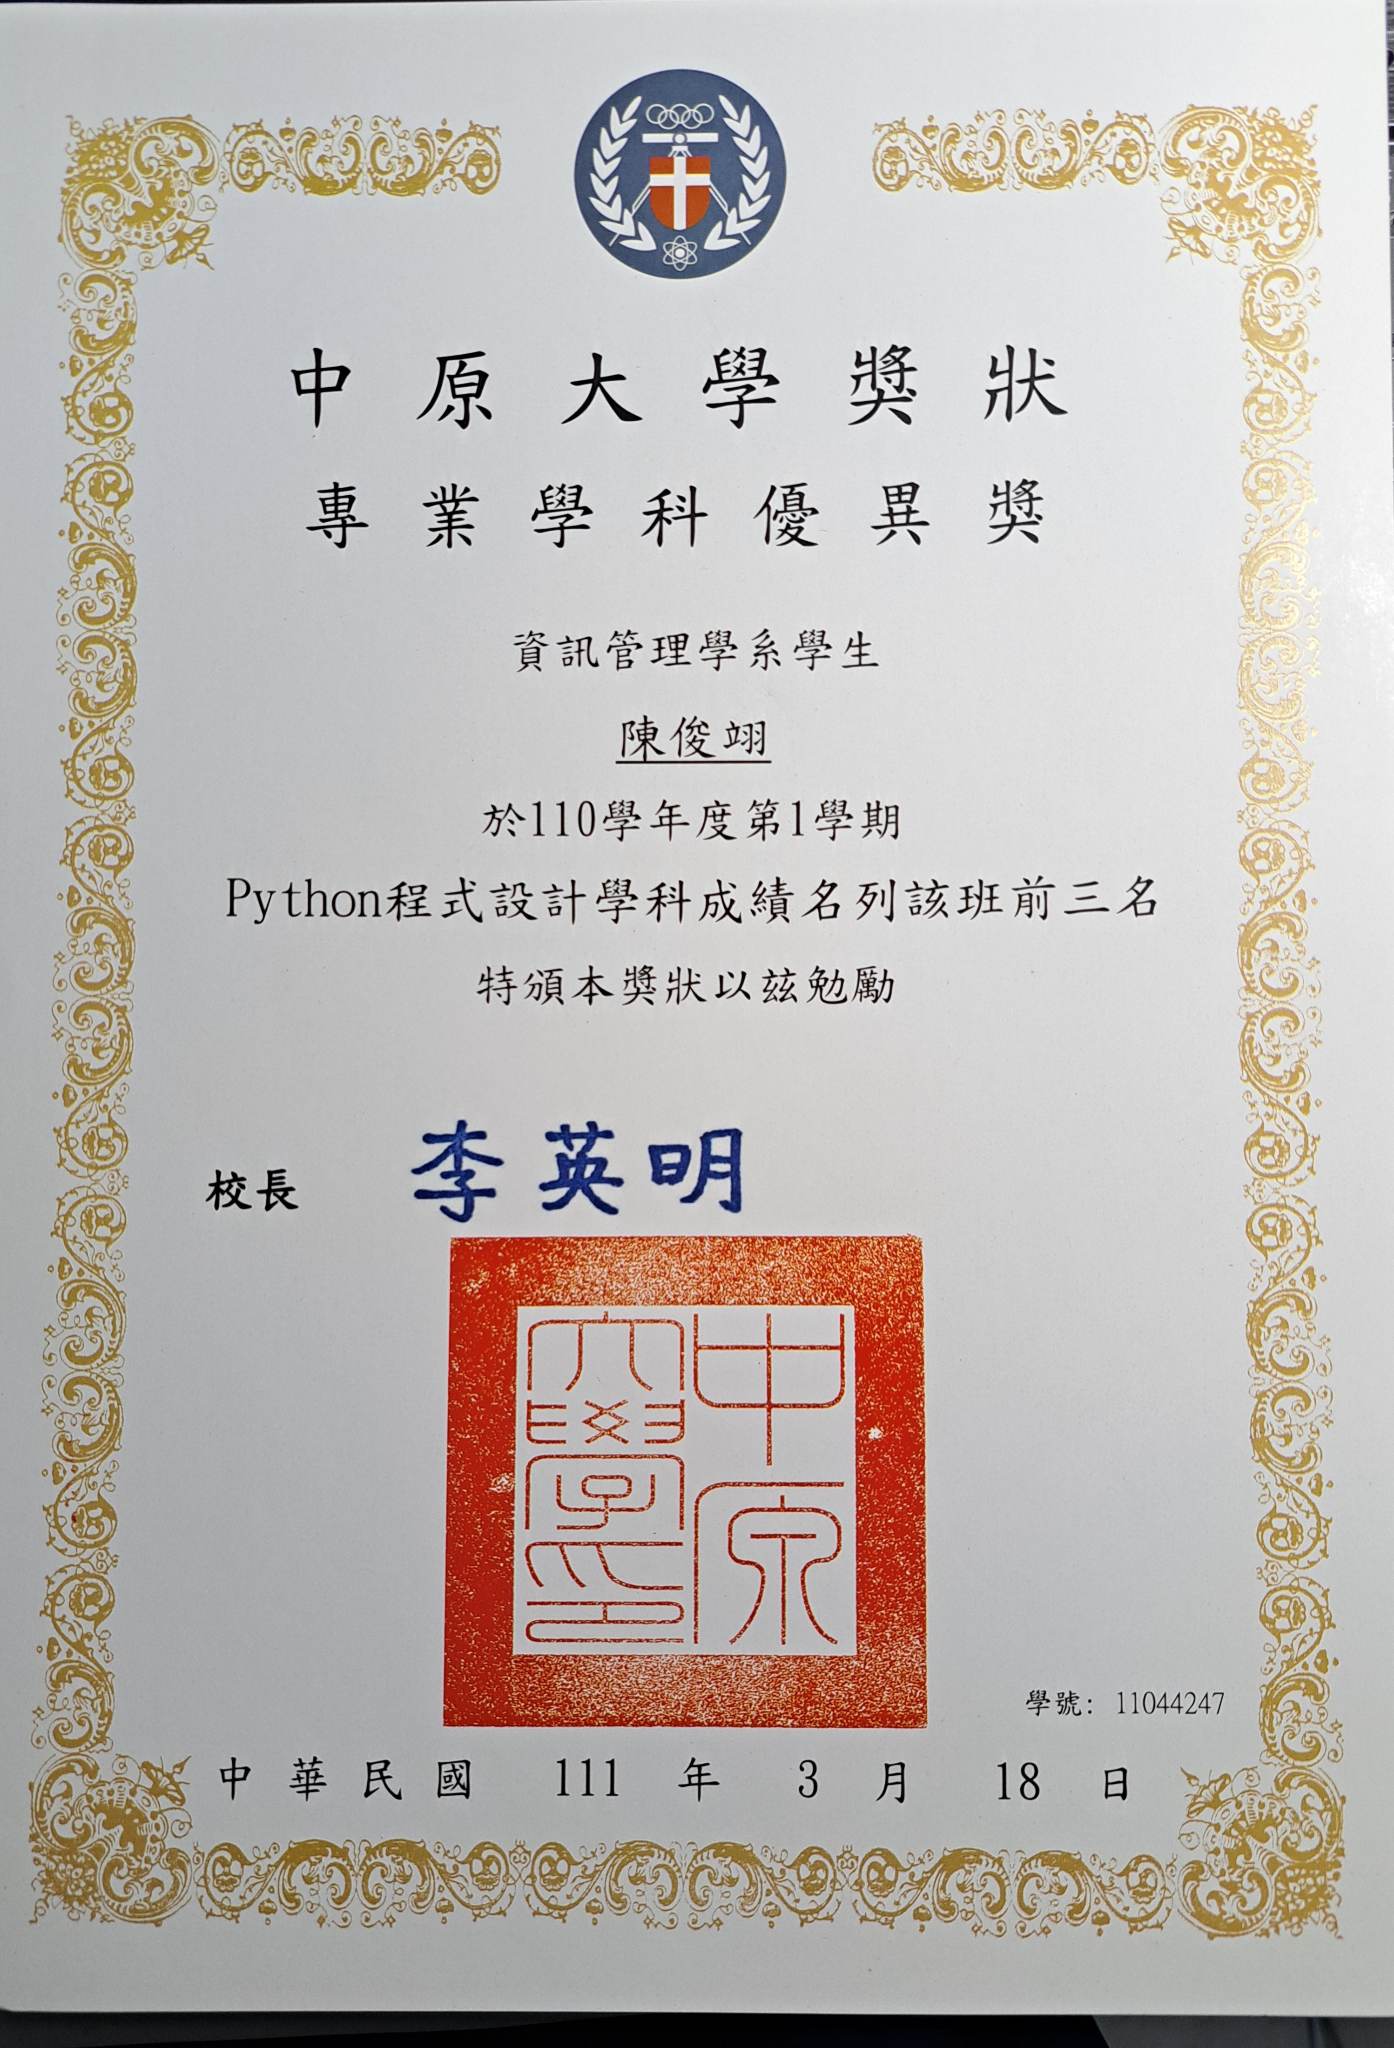 中原大學獎狀
專業學科優異獎
資訊管理學系學生
陳俊翊
於110學年度第1學期
Python程式設計學科成績名列該班前三名
特頒本獎狀以茲勉勵
校長 李英明
中原大學印
學號: 11044247
中華民國 111 年 3 月 18 日